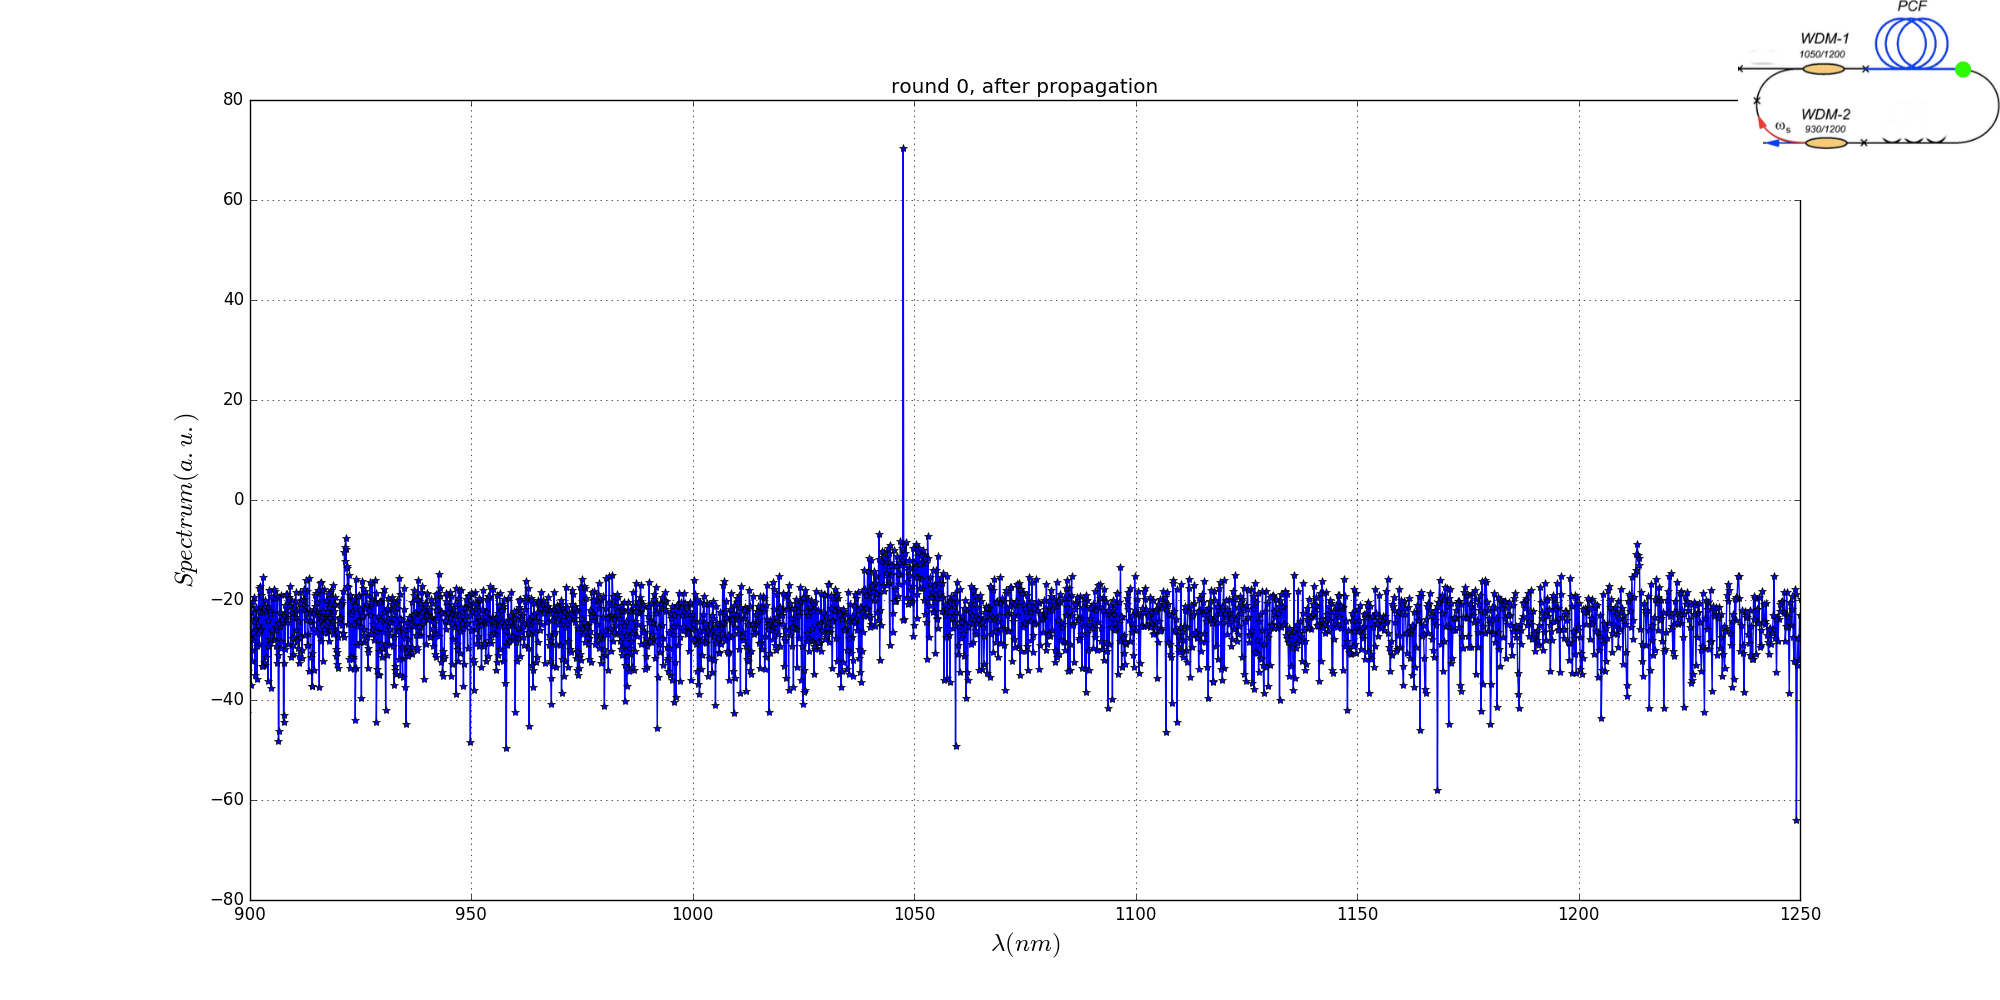 PCF
WDM-1
1050/1200
round 0, after propagation
WDM-2
ωs 930/1200
80
60
40
20
0
−20
−40
−60
−80
Spectrum(a.u.)
900 950 1000 1050 1100 1150 1200 1250
λ(nm)